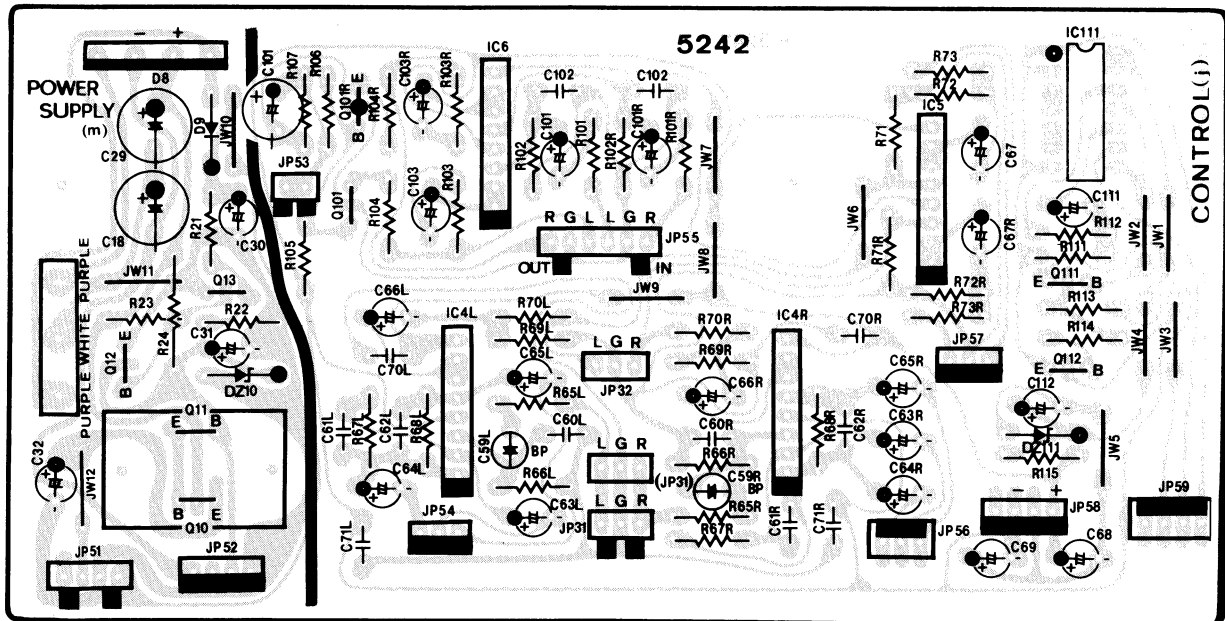 5242
POWER
SUPPLY
(m)
CONTROL(j)
- +
D8
D9
JW10
C29
C18
C101
R107
R106
Q101R
E
B
R104R
C103R
R103R
IC6
JP53
R21
C30
R105
Q101
R104
C103
R103
C102
C102
R102
C101
R101
R102R
C101R
R101R
JW7
R G L L G R
JP55
OUT
IN
JW8
JW9
R73
IC5
R71
C67
JW6
R71R
C67R
R72R
R73R
IC111
C111
R112
R111
JW2
JW1
Q111
E
B
R113
R114
Q112
E
B
JW4
JW3
PURPLE WHITE PURPLE
JW11
R23
R24
Q13
R22
C31
DZ10
E
Q12
B
Q11
E
B
B
E
Q10
C32
JW12
JP51
JP52
C66L
C70L
IC4L
R70L
R69L
C65L
R65L
C61L
R67L
C62L
R68L
C64L
C59L
BP
C60L
R66L
C63L
C71L
JP54
L G R
JP32
L G R
(JP31)
L G R
JP31
R70R
R69R
C66R
C60R
R66R
C59R
BP
R65R
R67R
IC4R
C70R
R68R
C62R
C61R
C71R
C65R
C63R
C64R
JP57
JP56
C112
R115
JW5
- +
JP58
C69
C68
JP59